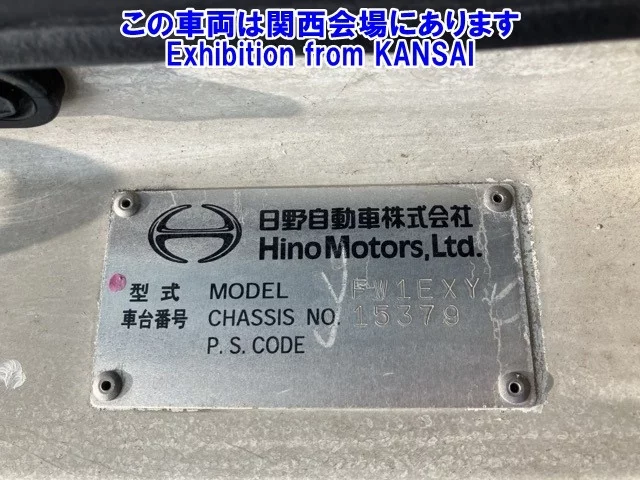 この車両は関西会場にあります
Exhibition from KANSAI
日野自動車株式会社
Hino Motors, Ltd.
型式 MODEL FW1EXY
車台番号 CHASSIS NO. 15379
P. S. CODE